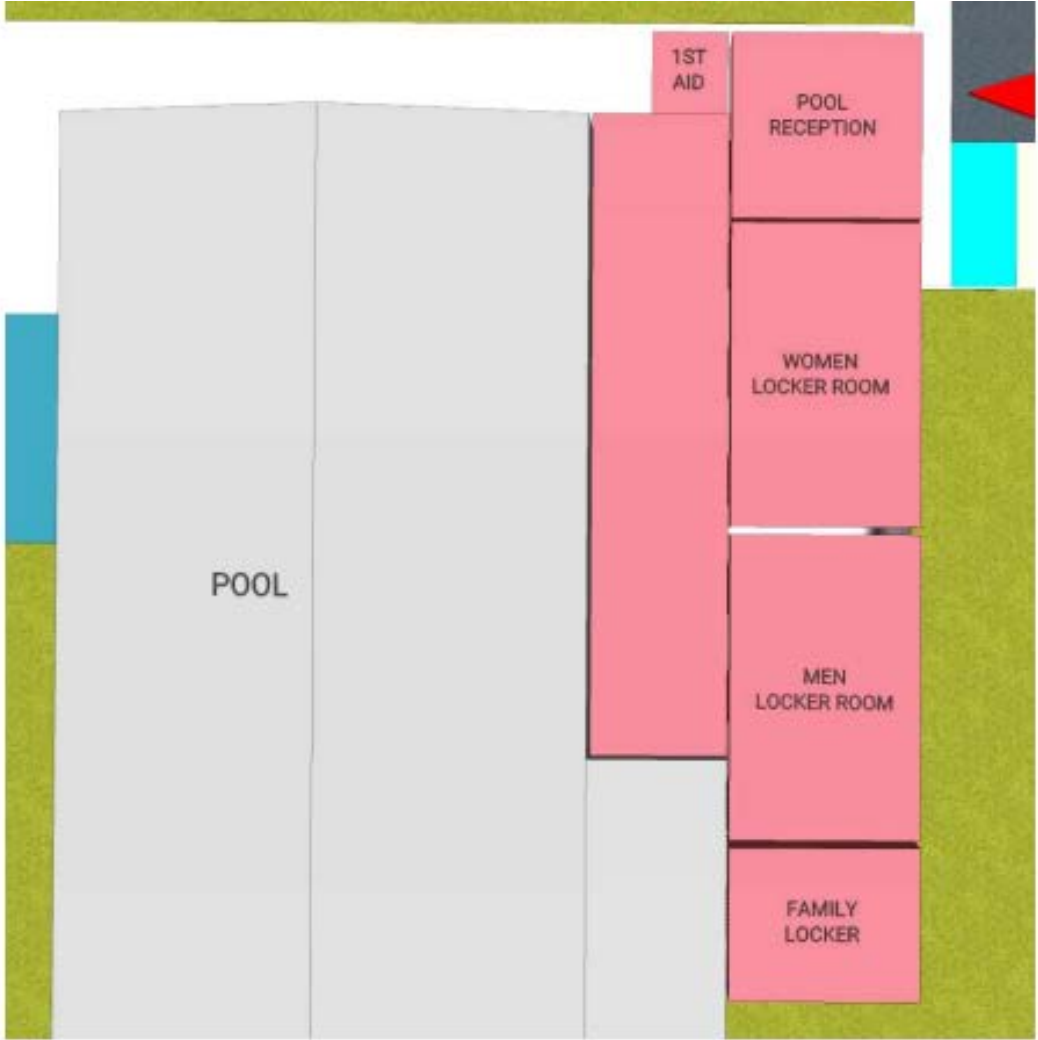 1ST
AID
POOL
RECEPTION
WOMEN
LOCKER ROOM
POOL
MEN
LOCKER ROOM
FAMILY
LOCKER